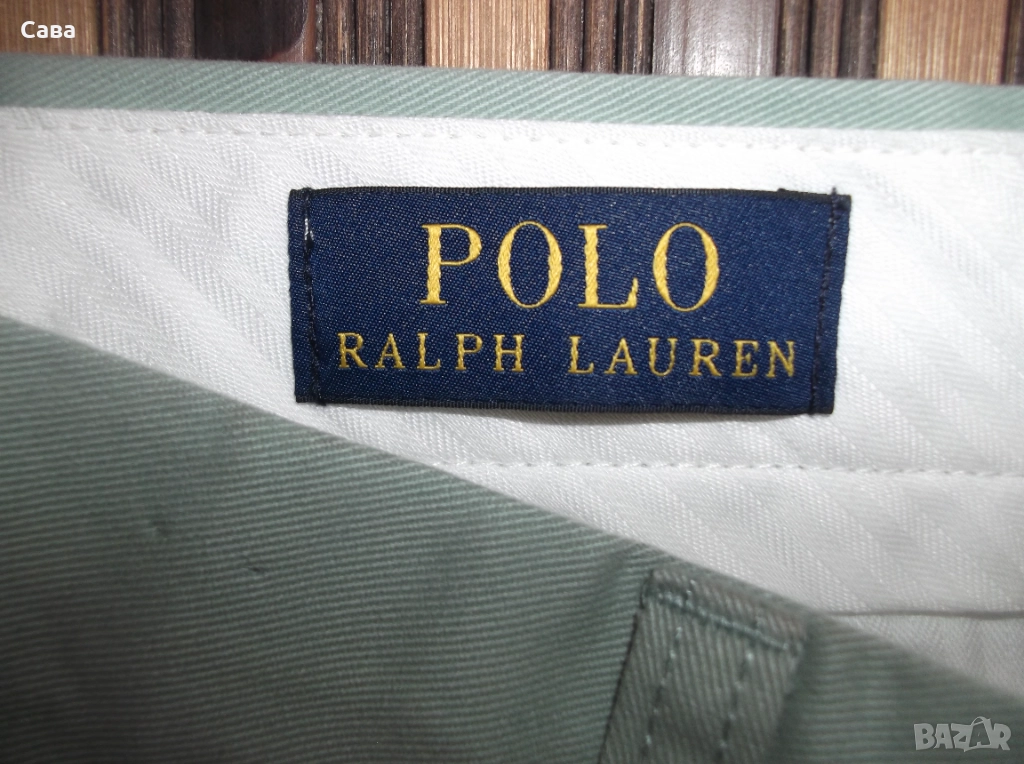 Сава
POLO
RALPH LAUREN
BAZAR